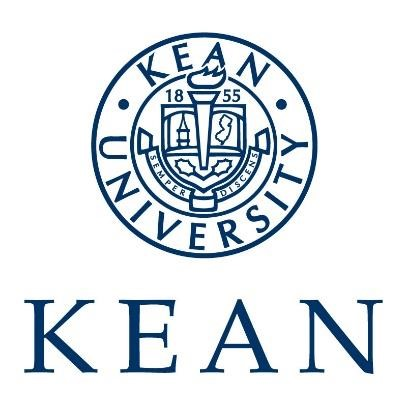 KEAN
18 55
SEMPER DISCENS
UNIVERSITY
KEAN